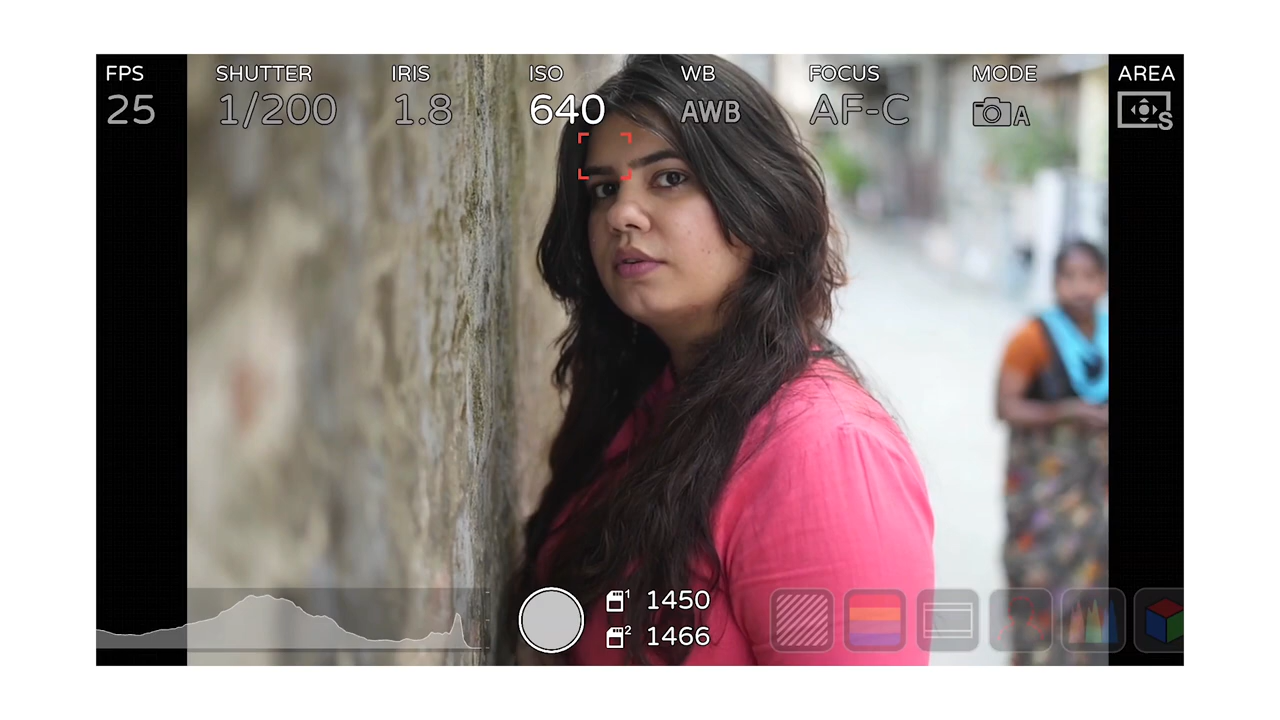 FPS SHUTTER IRIS ISO WB FOCUS MODE AREA
25 1/200 1.8 640 AWB AF-C A S
1 1450
2 1466